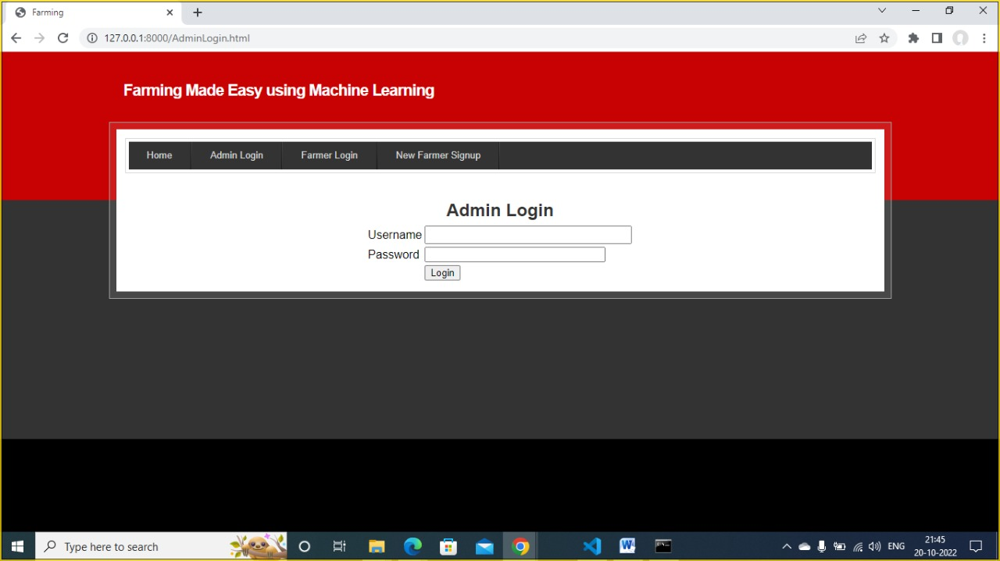 Farming
127.0.0.1:8000/AdminLogin.html
Farming Made Easy using Machine Learning
Home Admin Login Farmer Login New Farmer Signup
Admin Login
Username
Password
Login
Type here to search
ENG
21:45
20-10-2022